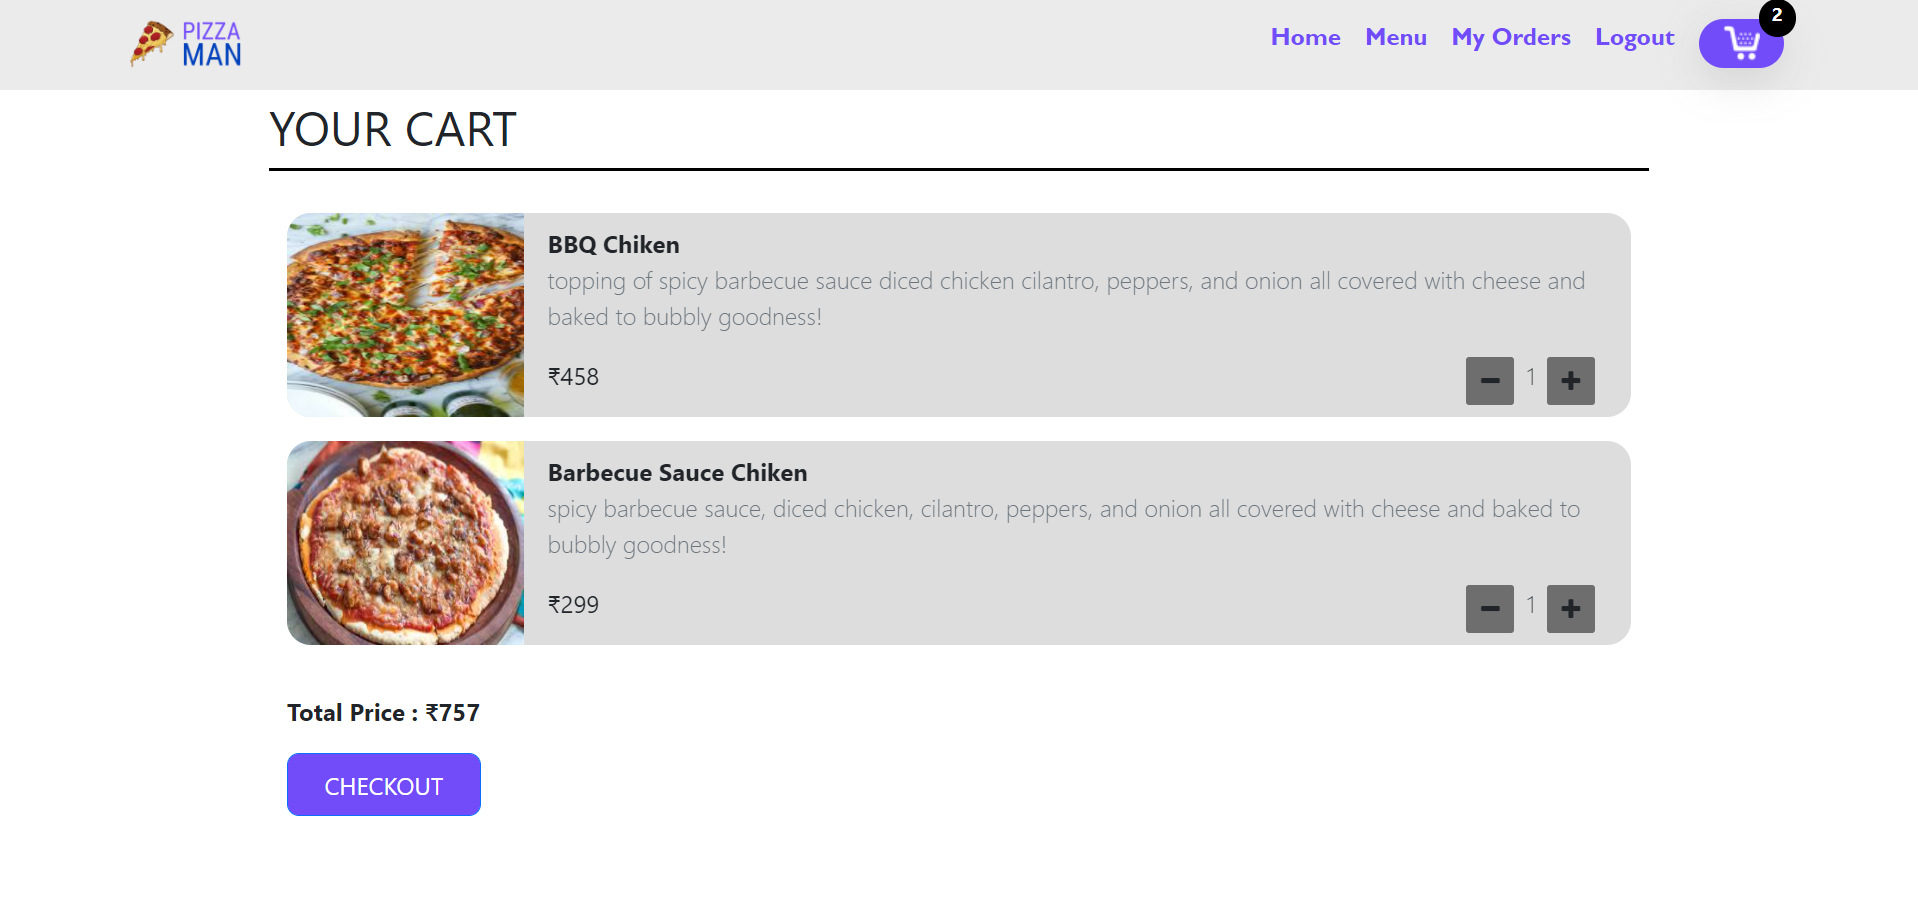 PIZZA
MAN
Home Menu My Orders Logout 2
YOUR CART
BBQ Chiken
topping of spicy barbecue sauce diced chicken cilantro, peppers, and onion all covered with cheese and
baked to bubbly goodness!
₹458 1
Barbecue Sauce Chiken
spicy barbecue sauce, diced chicken, cilantro, peppers, and onion all covered with cheese and baked to
bubbly goodness!
₹299 1
Total Price : ₹757
CHECKOUT